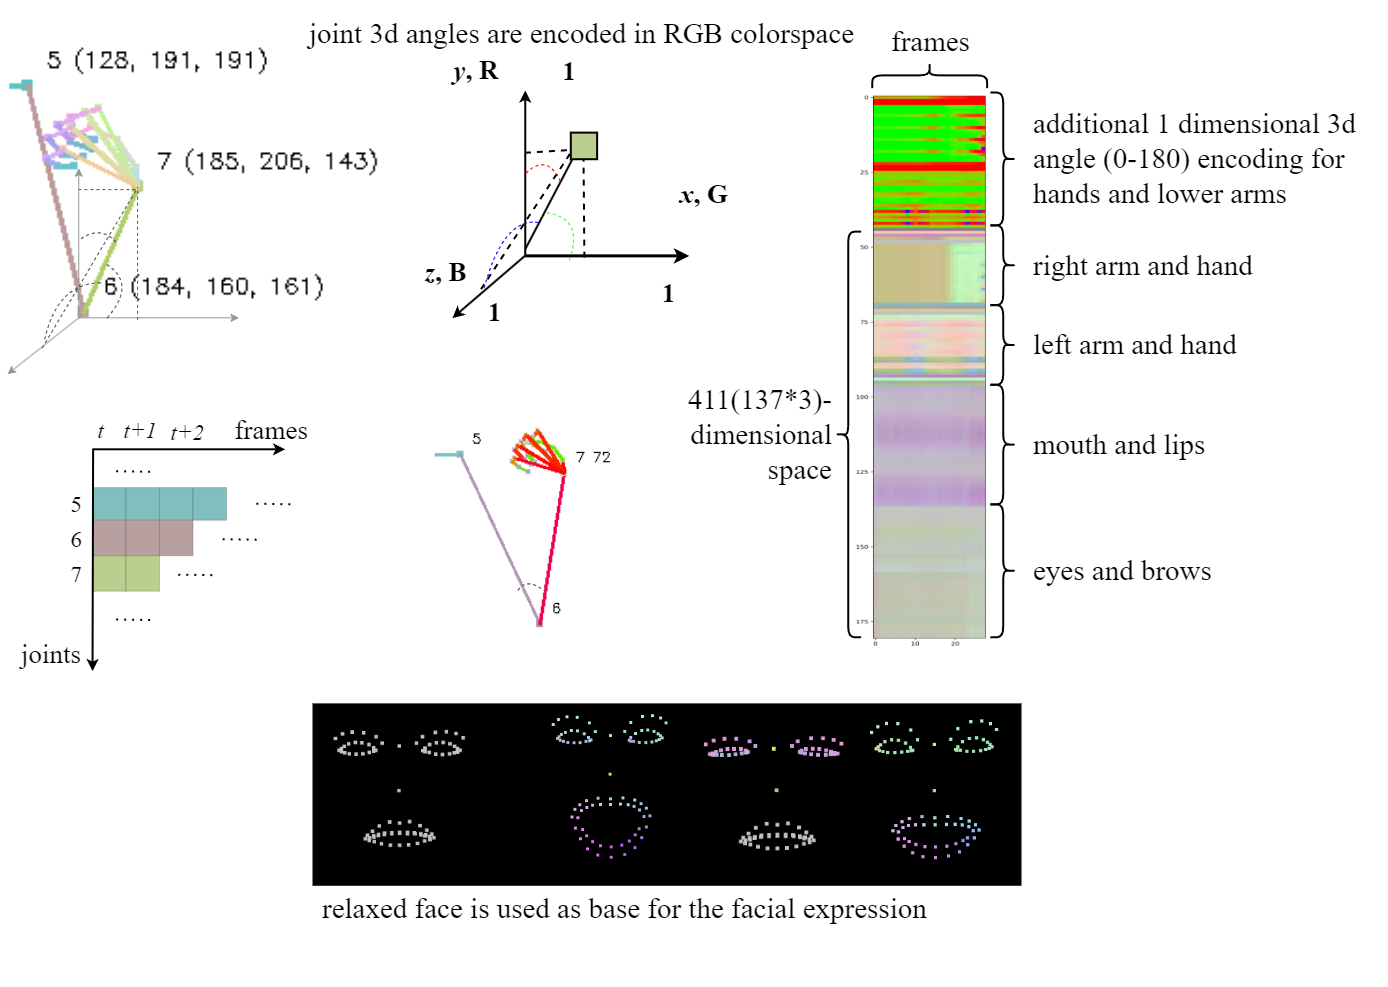 joint 3d angles are encoded in RGB colorspace
5 (128, 191, 191)
7 (185, 206, 143)
6 (184, 160, 161)
y, R
1
x, G
1
z, B
1
frames
0
25
50
75
100
125
150
175
0
10
20
additional 1 dimensional 3d
angle (0-180) encoding for
hands and lower arms
right arm and hand
left arm and hand
mouth and lips
eyes and brows
411(137*3)-
dimensional
space
t
t+1
t+2
frames
.....
5
.....
6
.....
7
.....
.....
joints
5
7 72
6
relaxed face is used as base for the facial expression